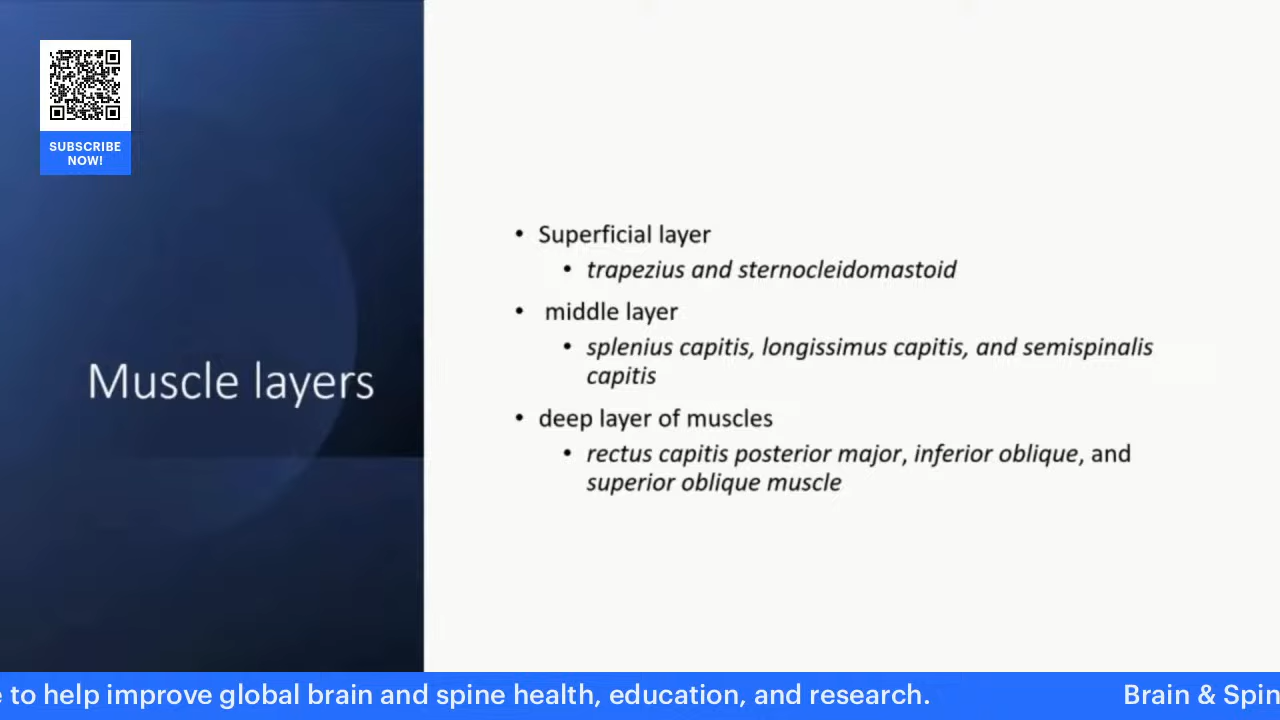 SUBSCRIBE
NOW!
Muscle layers
• Superficial layer
• trapezius and sternocleidomastoid
• middle layer
• splenius capitis, longissimus capitis, and semispinalis
capitis
• deep layer of muscles
• rectus capitis posterior major, inferior oblique, and
superior oblique muscle
to help improve global brain and spine health, education, and research. Brain &